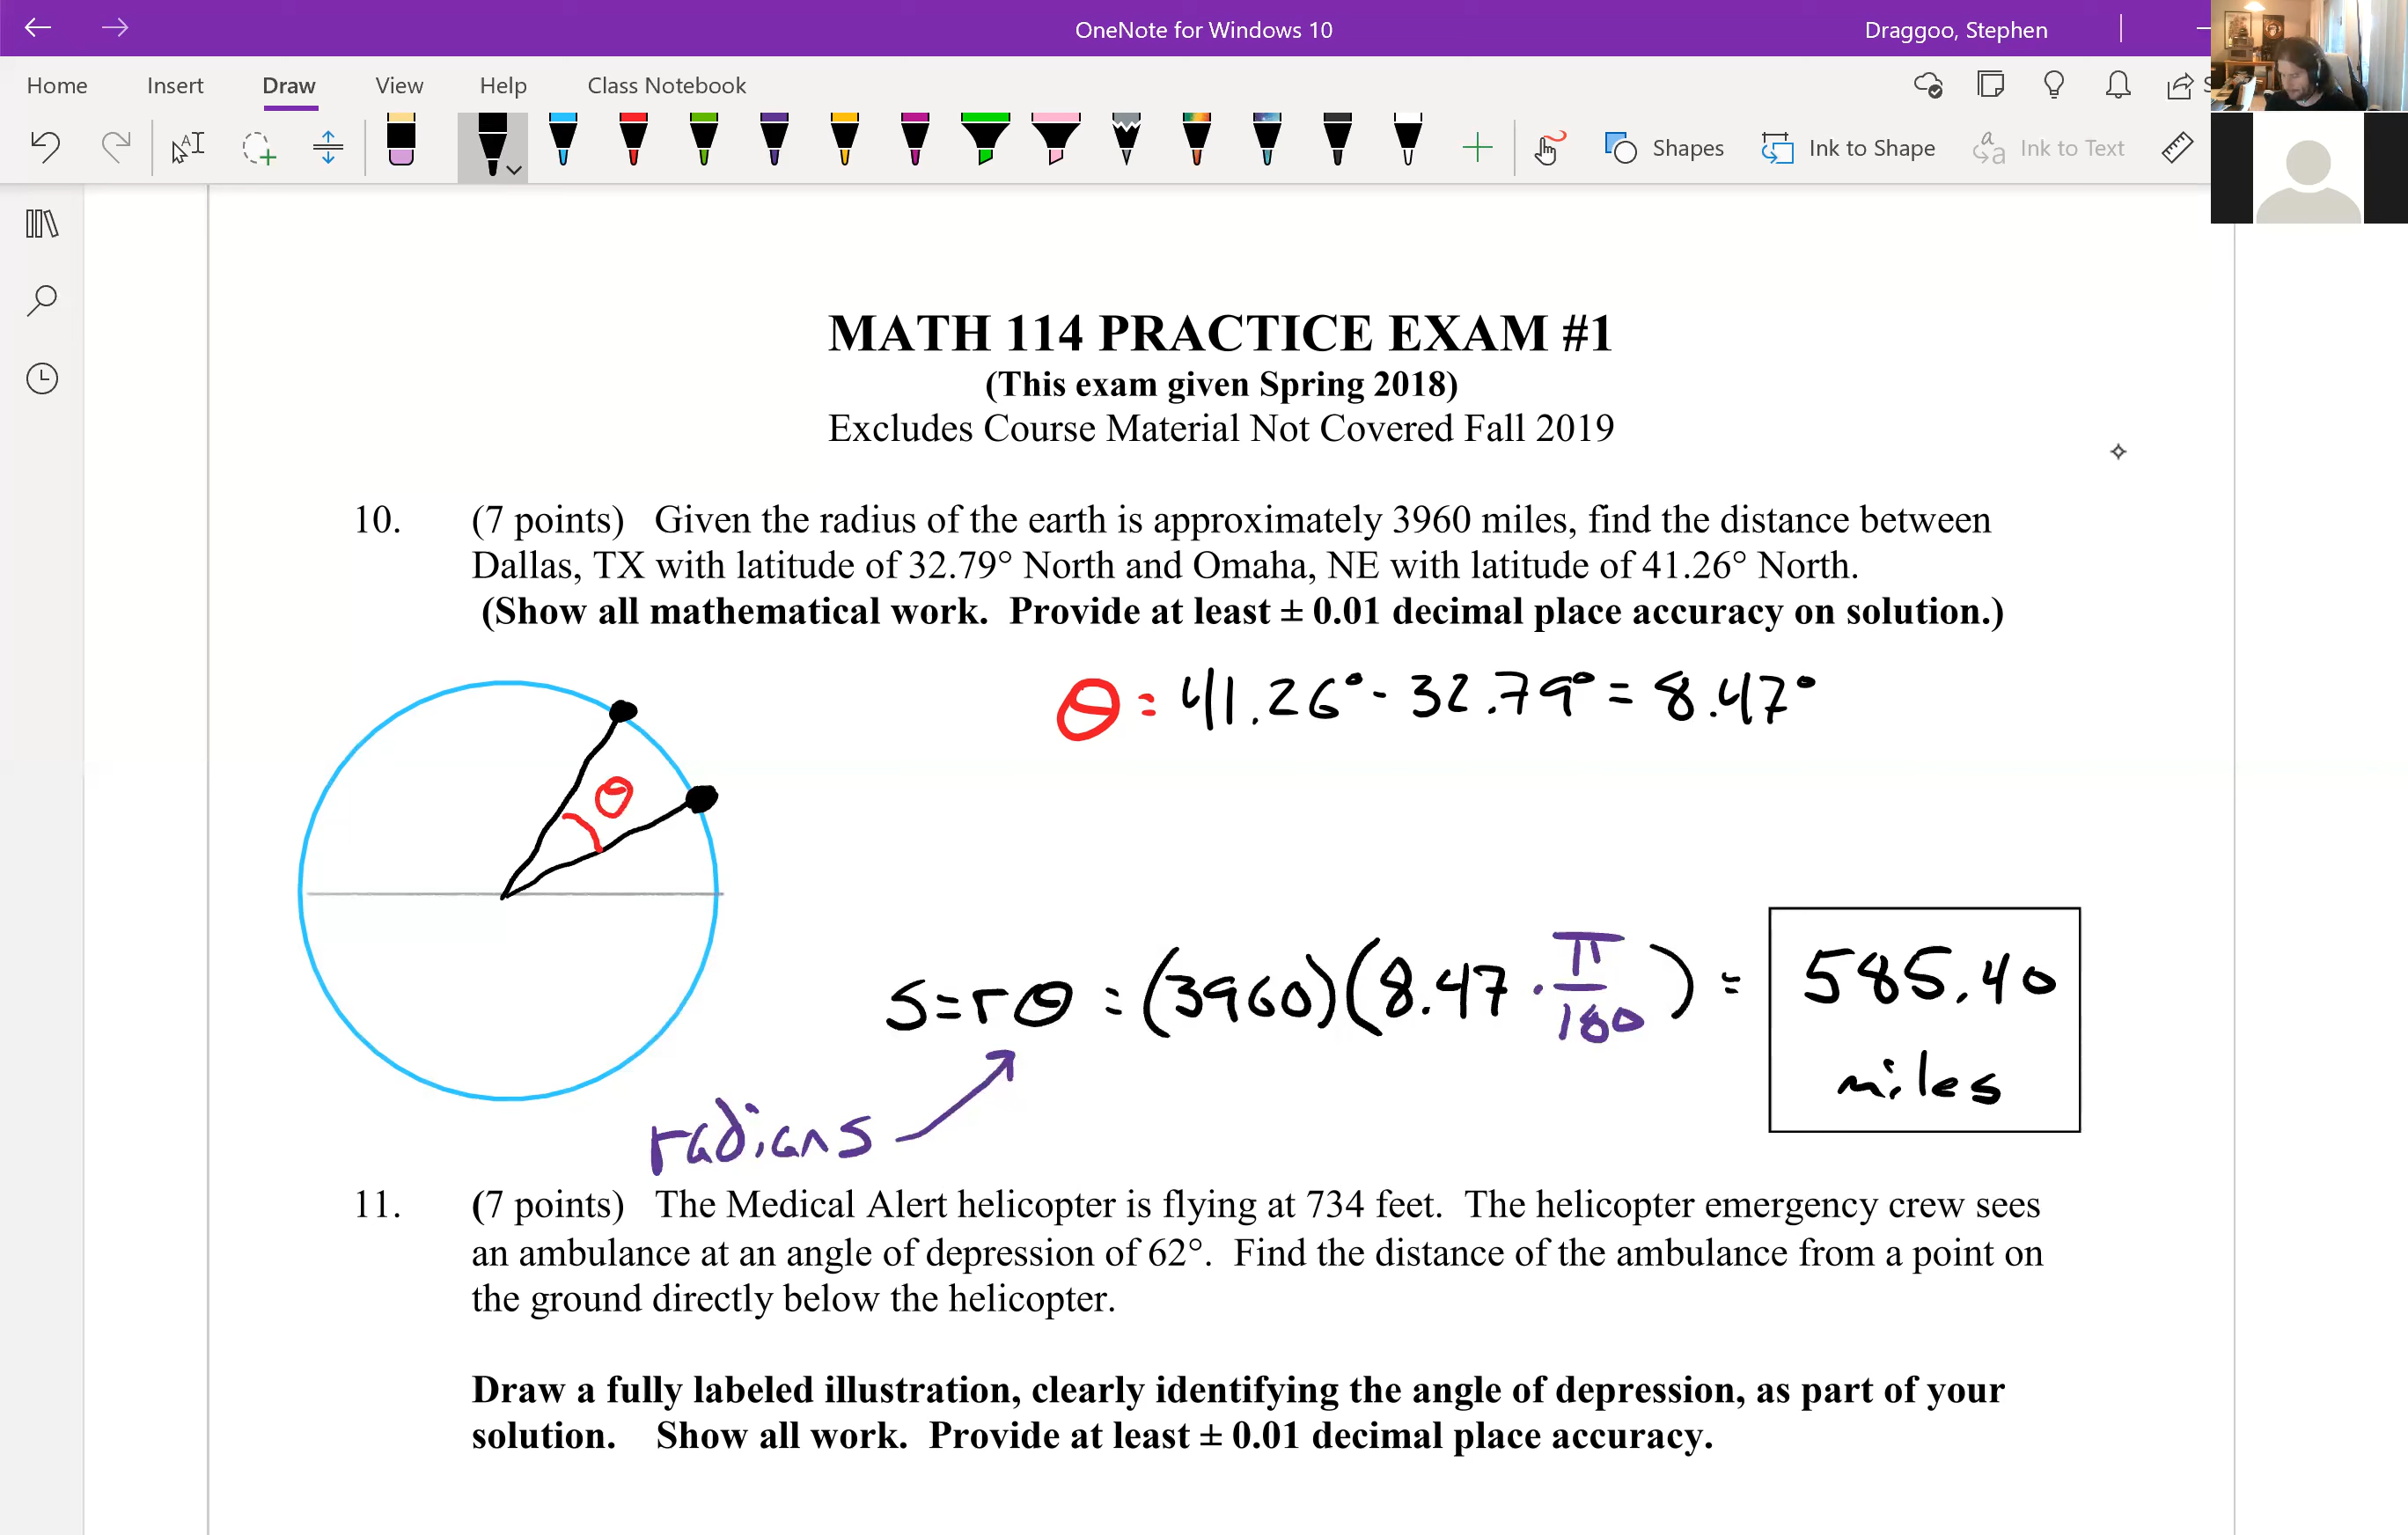 OneNote for Windows 10
Draggoo, Stephen
Home Insert Draw View Help Class Notebook
Shapes Ink to Shape Ink to Text
MATH 114 PRACTICE EXAM #1
(This exam given Spring 2018)
Excludes Course Material Not Covered Fall 2019
10. (7 points) Given the radius of the earth is approximately 3960 miles, find the distance between
Dallas, TX with latitude of 32.79° North and Omaha, NE with latitude of 41.26° North.
(Show all mathematical work. Provide at least ± 0.01 decimal place accuracy on solution.)
θ = 41.26° - 32.79° = 8.47°
θ
s = rθ = (3960)(8.47 · π/180) = 585.40
miles
radians
11. (7 points) The Medical Alert helicopter is flying at 734 feet. The helicopter emergency crew sees
an ambulance at an angle of depression of 62°. Find the distance of the ambulance from a point on
the ground directly below the helicopter.
Draw a fully labeled illustration, clearly identifying the angle of depression, as part of your
solution. Show all work. Provide at least ± 0.01 decimal place accuracy.